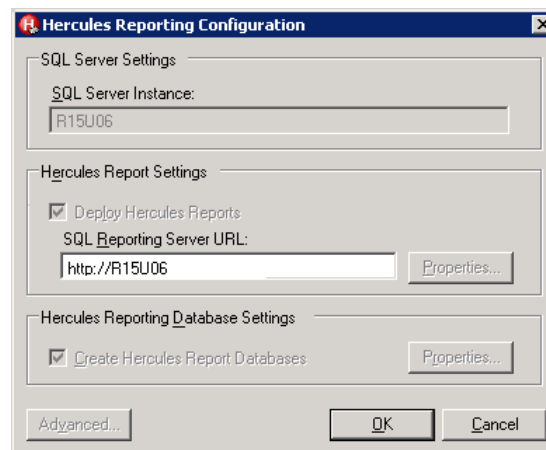 Hercules Reporting Configuration
SQL Server Settings
SQL Server Instance:
R15U06
Hercules Report Settings
Deploy Hercules Reports
SQL Reporting Server URL:
http://R15U06
Properties...
Hercules Reporting Database Settings
Create Hercules Report Databases
Properties...
Advanced...
OK
Cancel